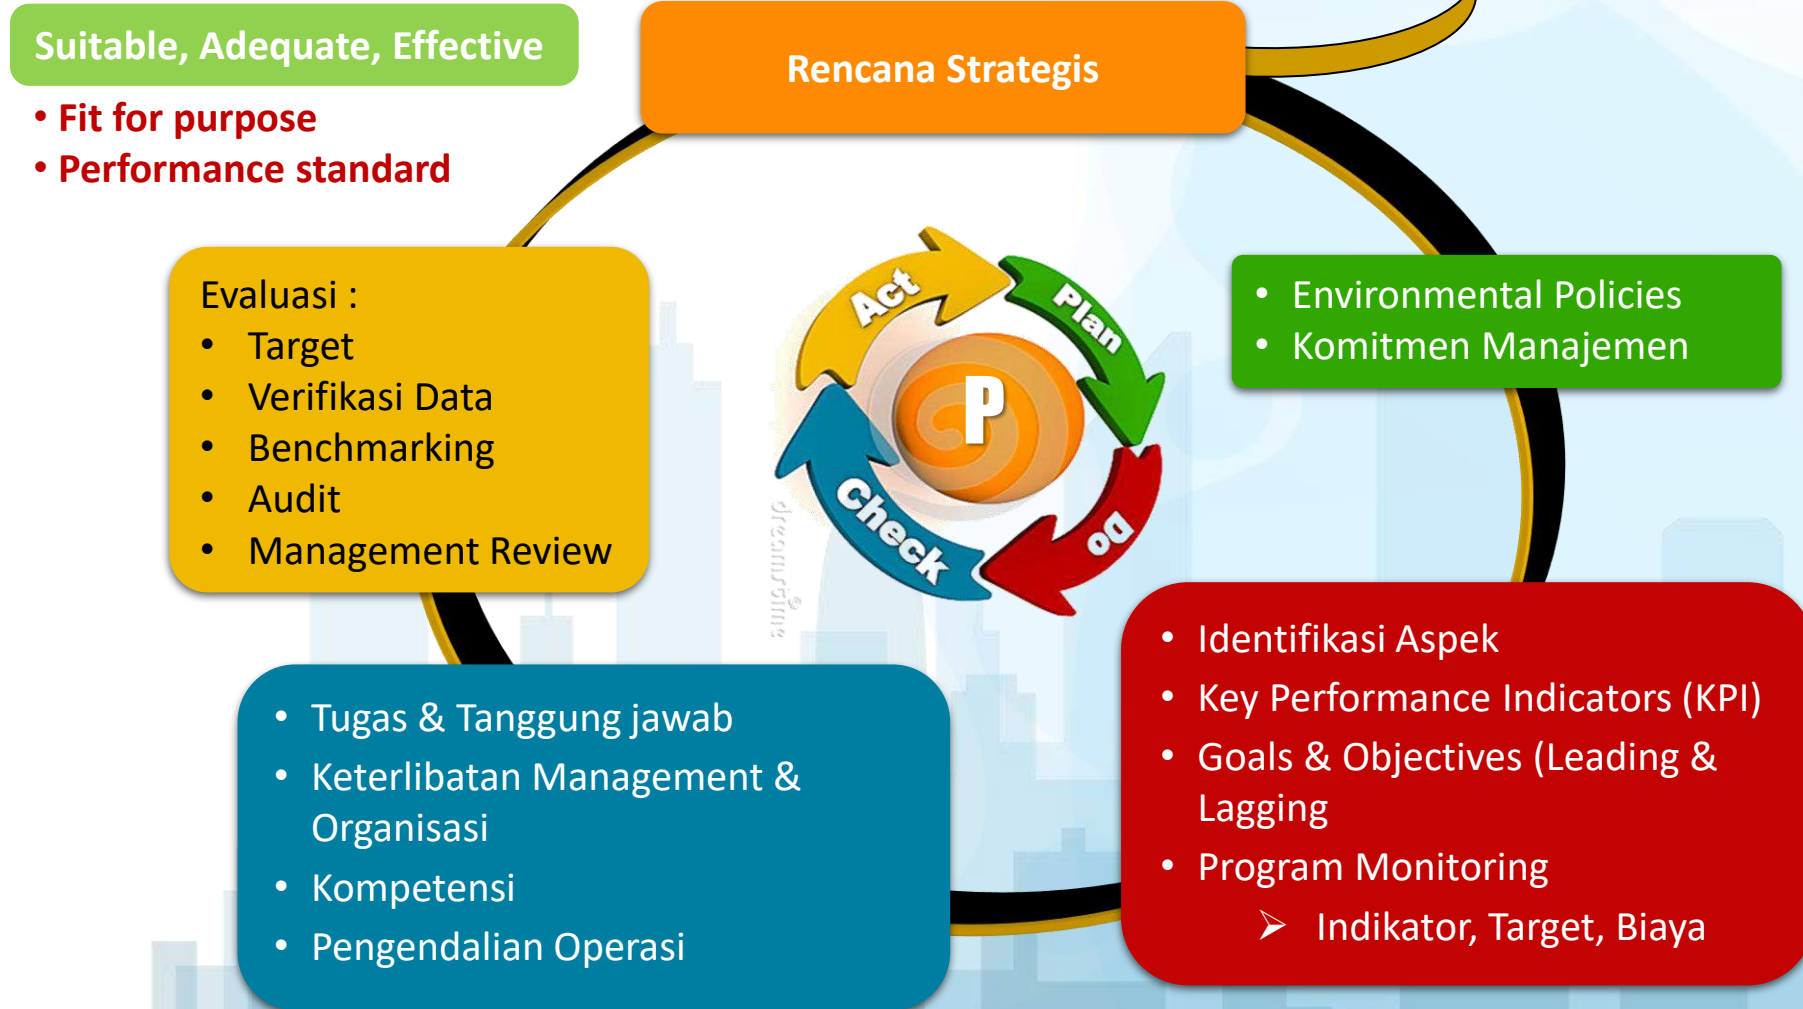 Suitable, Adequate, Effective
• Fit for purpose
• Performance standard
Rencana Strategis
Evaluasi :
• Target
• Verifikasi Data
• Benchmarking
• Audit
• Management Review
Act
Plan
P
Check
Do
dreamstime
• Environmental Policies
• Komitmen Manajemen
• Tugas & Tanggung jawab
• Keterlibatan Management &
Organisasi
• Kompetensi
• Pengendalian Operasi
• Identifikasi Aspek
• Key Performance Indicators (KPI)
• Goals & Objectives (Leading &
Lagging
• Program Monitoring
➢ Indikator, Target, Biaya